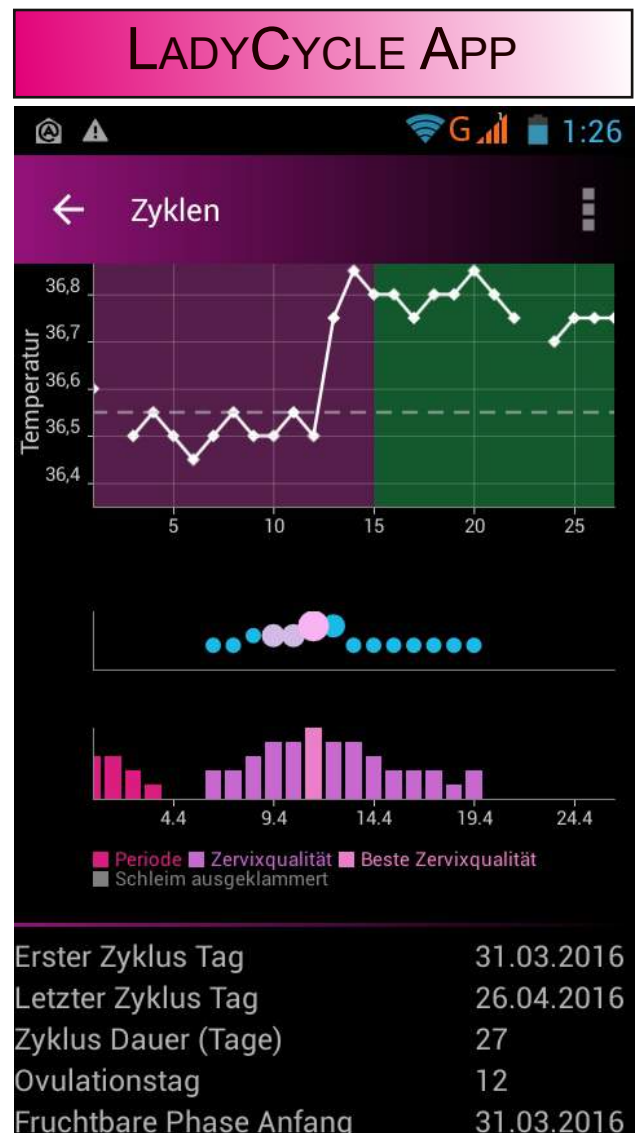 LADYCYCLE APP
G 1:26
Zyklen
Temperatur
36,8
36,7
36,6
36,5
36,4
5 10 15 20 25
4.4 9.4 14.4 19.4 24.4
Periode Zervixqualität Beste Zervixqualität
Schleim ausgeklammert
Erster Zyklus Tag 31.03.2016
Letzter Zyklus Tag 26.04.2016
Zyklus Dauer (Tage) 27
Ovulationstag 12
Fruchtbare Phase Anfang 31.03.2016